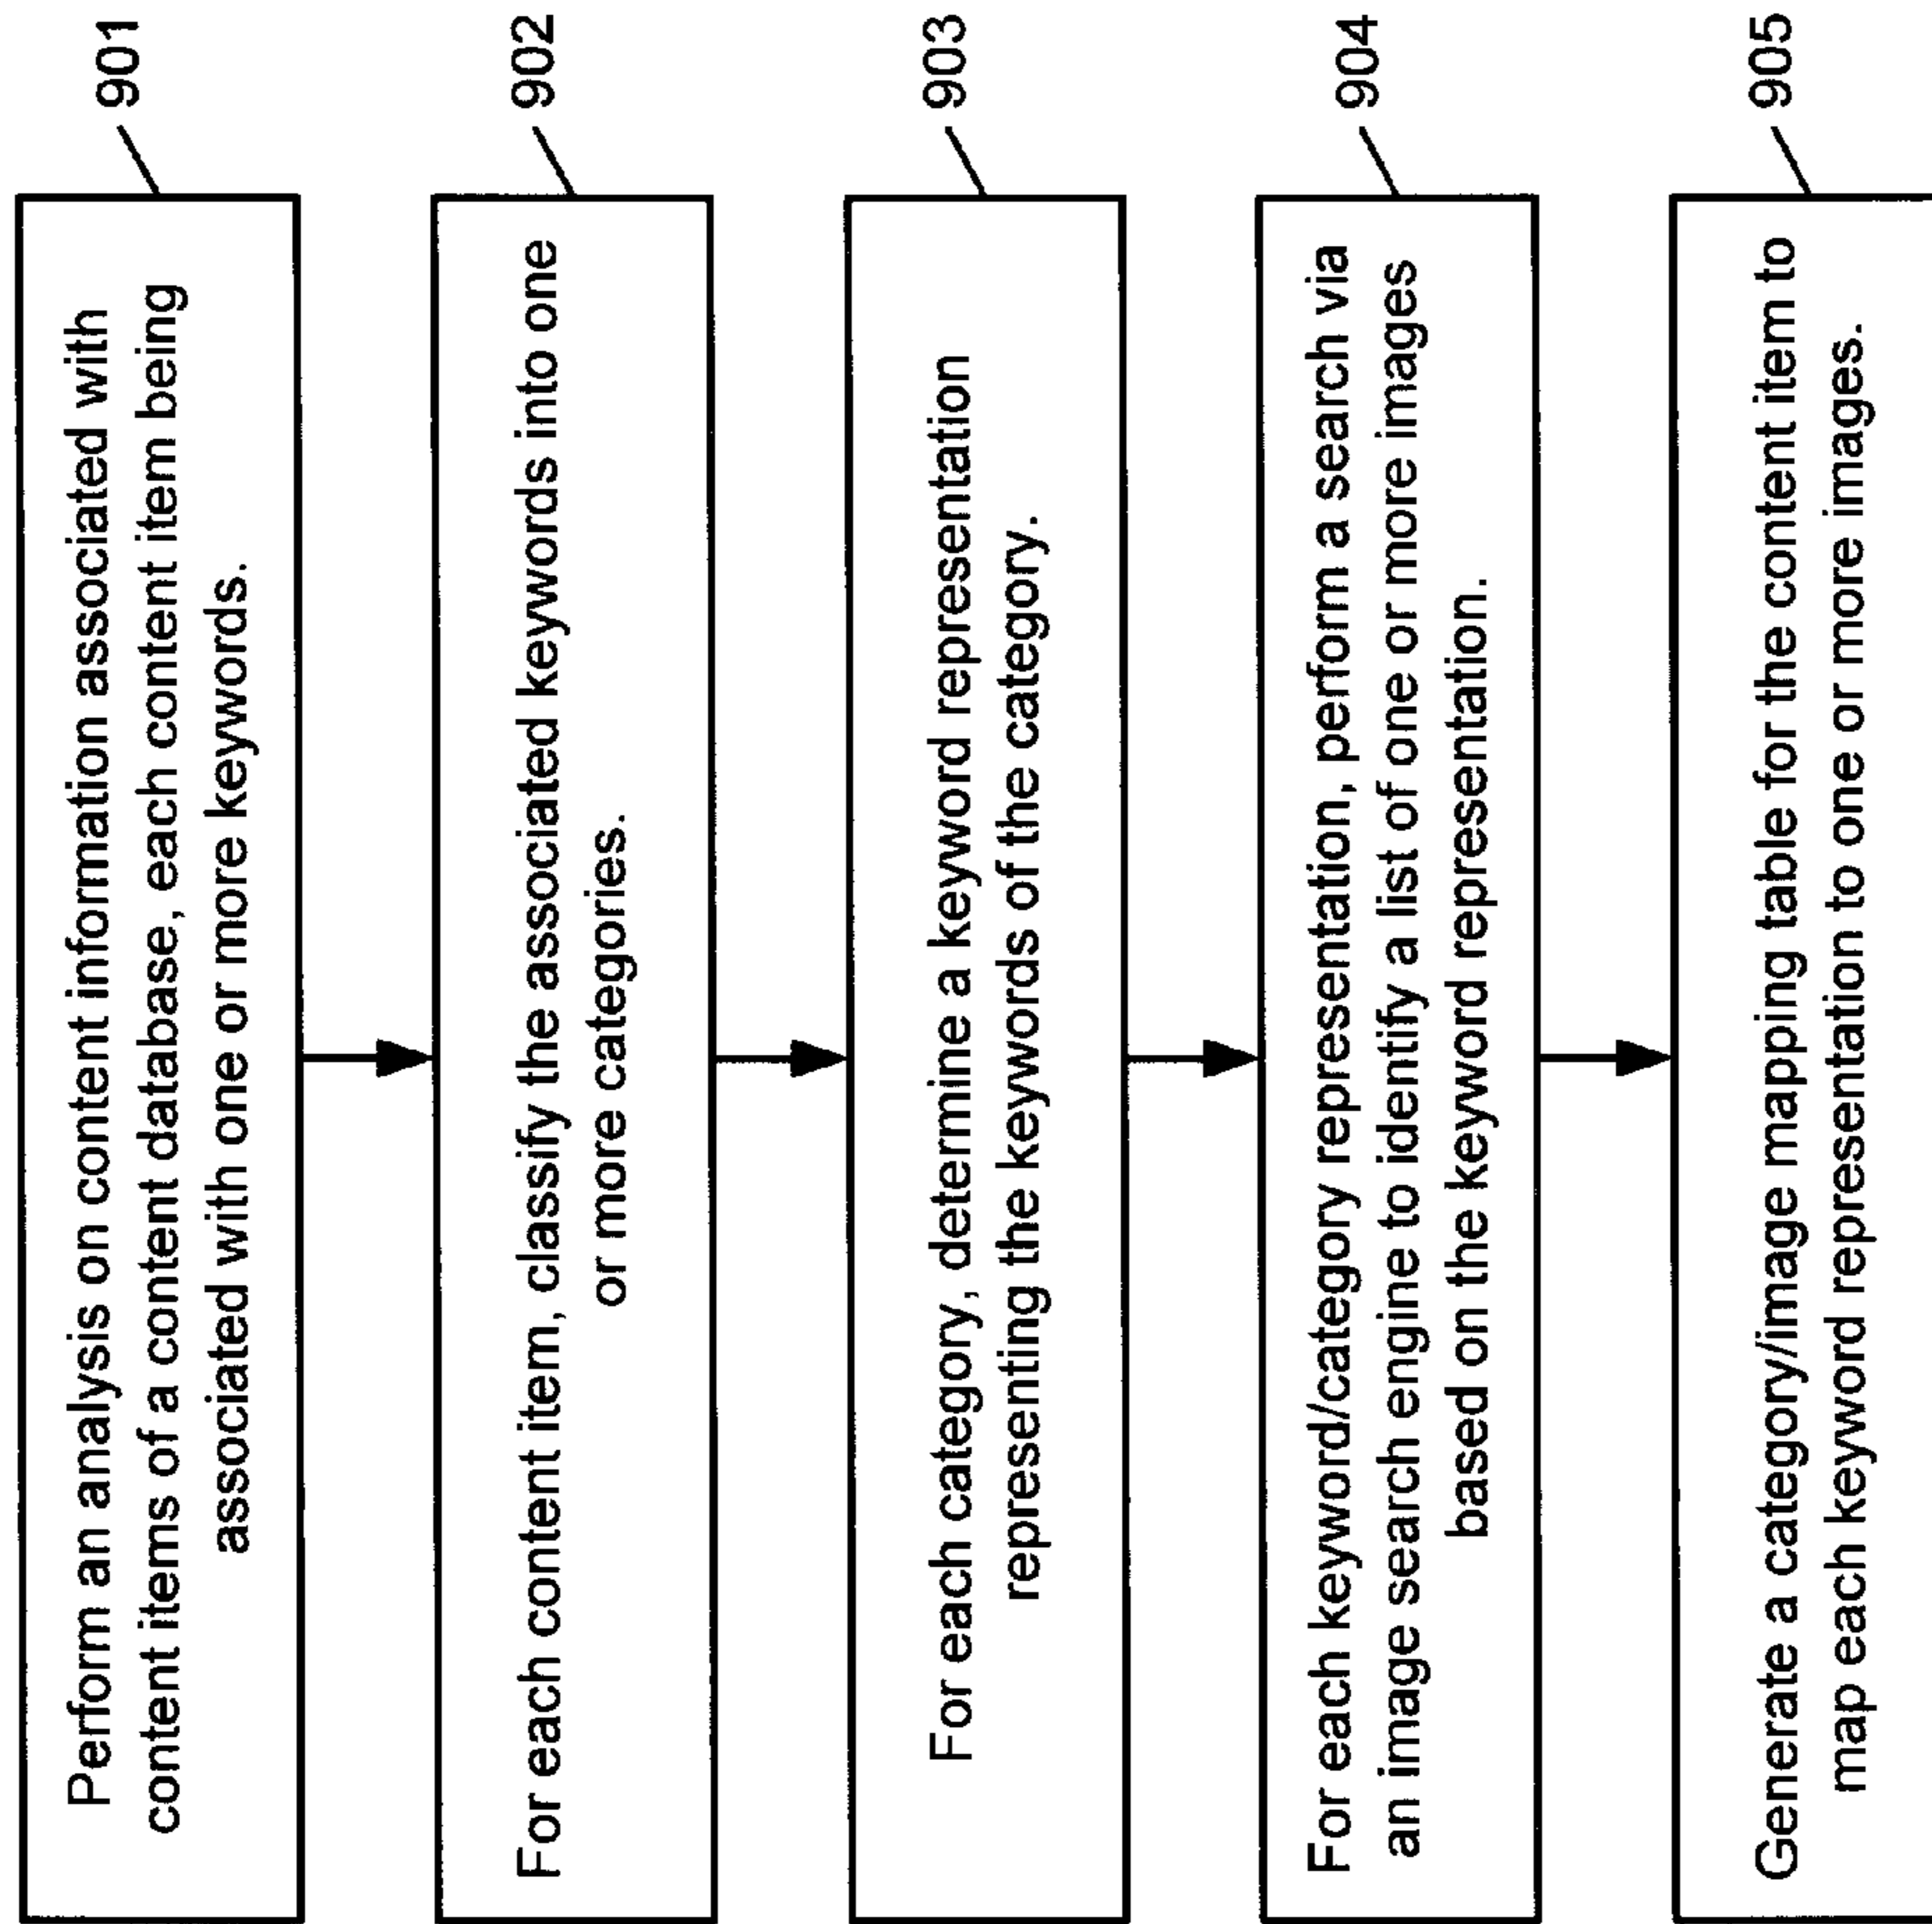 901
Perform an analysis on content information associated with
content items of a content database, each content item being
associated with one or more keywords.
902
For each content item, classify the associated keywords into one
or more categories.
903
For each category, determine a keyword representation
representing the keywords of the category.
904
For each keyword/category representation, perform a search via
an image search engine to identify a list of one or more images
based on the keyword representation.
905
Generate a category/image mapping table for the content item to
map each keyword representation to one or more images.